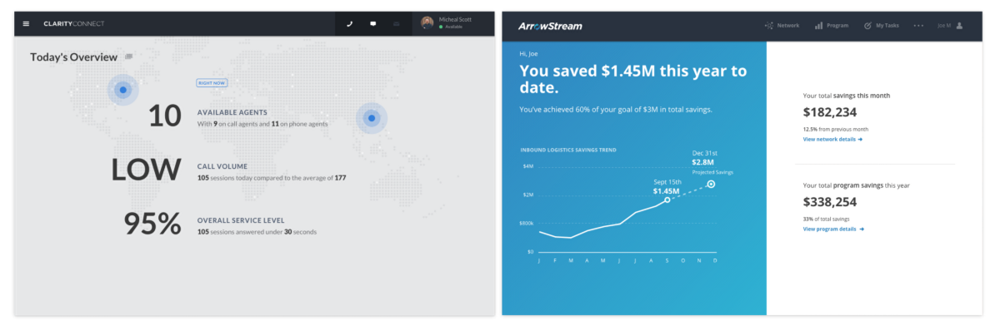 CLARITYCONNECT
Micheal Scott
Available
Today's Overview
RIGHT NOW
10
AVAILABLE AGENTS
With 9 on call agents and 11 on phone agents
LOW
CALL VOLUME
105 sessions today compared to the average of 177
95%
OVERALL SERVICE LEVEL
105 sessions answered under 30 seconds
ArrowStream
Network
Program
My Tasks
Joe M
Hi, Joe
You saved $1.45M this year to
date.
You've achieved 60% of your goal of $3M in total savings.
INBOUND LOGISTICS SAVINGS TREND
Dec 31st
$2.8M
Projected Savings
Sept 15th
$1.45M
$4M
$2M
$800k
$0
J F M A M J J A S O N D
Your total savings this month
$182,234
12.5% from previous month
View network details →
Your total program savings this year
$338,254
33% of total savings
View program details →